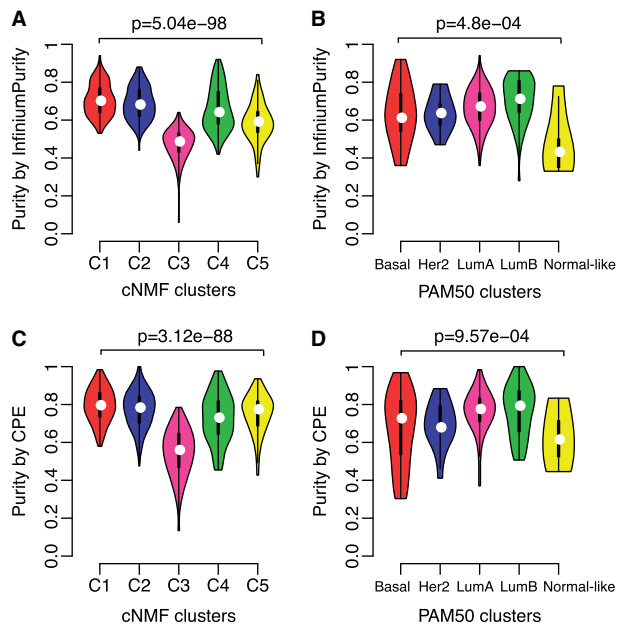 A
p=5.04e−98
Purity by InfiniumPurify
0.0 0.2 0.4 0.6 0.8 1
C1 C2 C3 C4 C5
cNMF clusters
B
p=4.8e−04
Purity by InfiniumPurify
0.0 0.2 0.4 0.6 0.8 1
Basal Her2 LumA LumB Normal-like
PAM50 clusters
C
p=3.12e−88
Purity by CPE
0.0 0.2 0.4 0.6 0.8 1
C1 C2 C3 C4 C5
cNMF clusters
D
p=9.57e−04
Purity by CPE
0.0 0.2 0.4 0.6 0.8 1
Basal Her2 LumA LumB Normal-like
PAM50 clusters